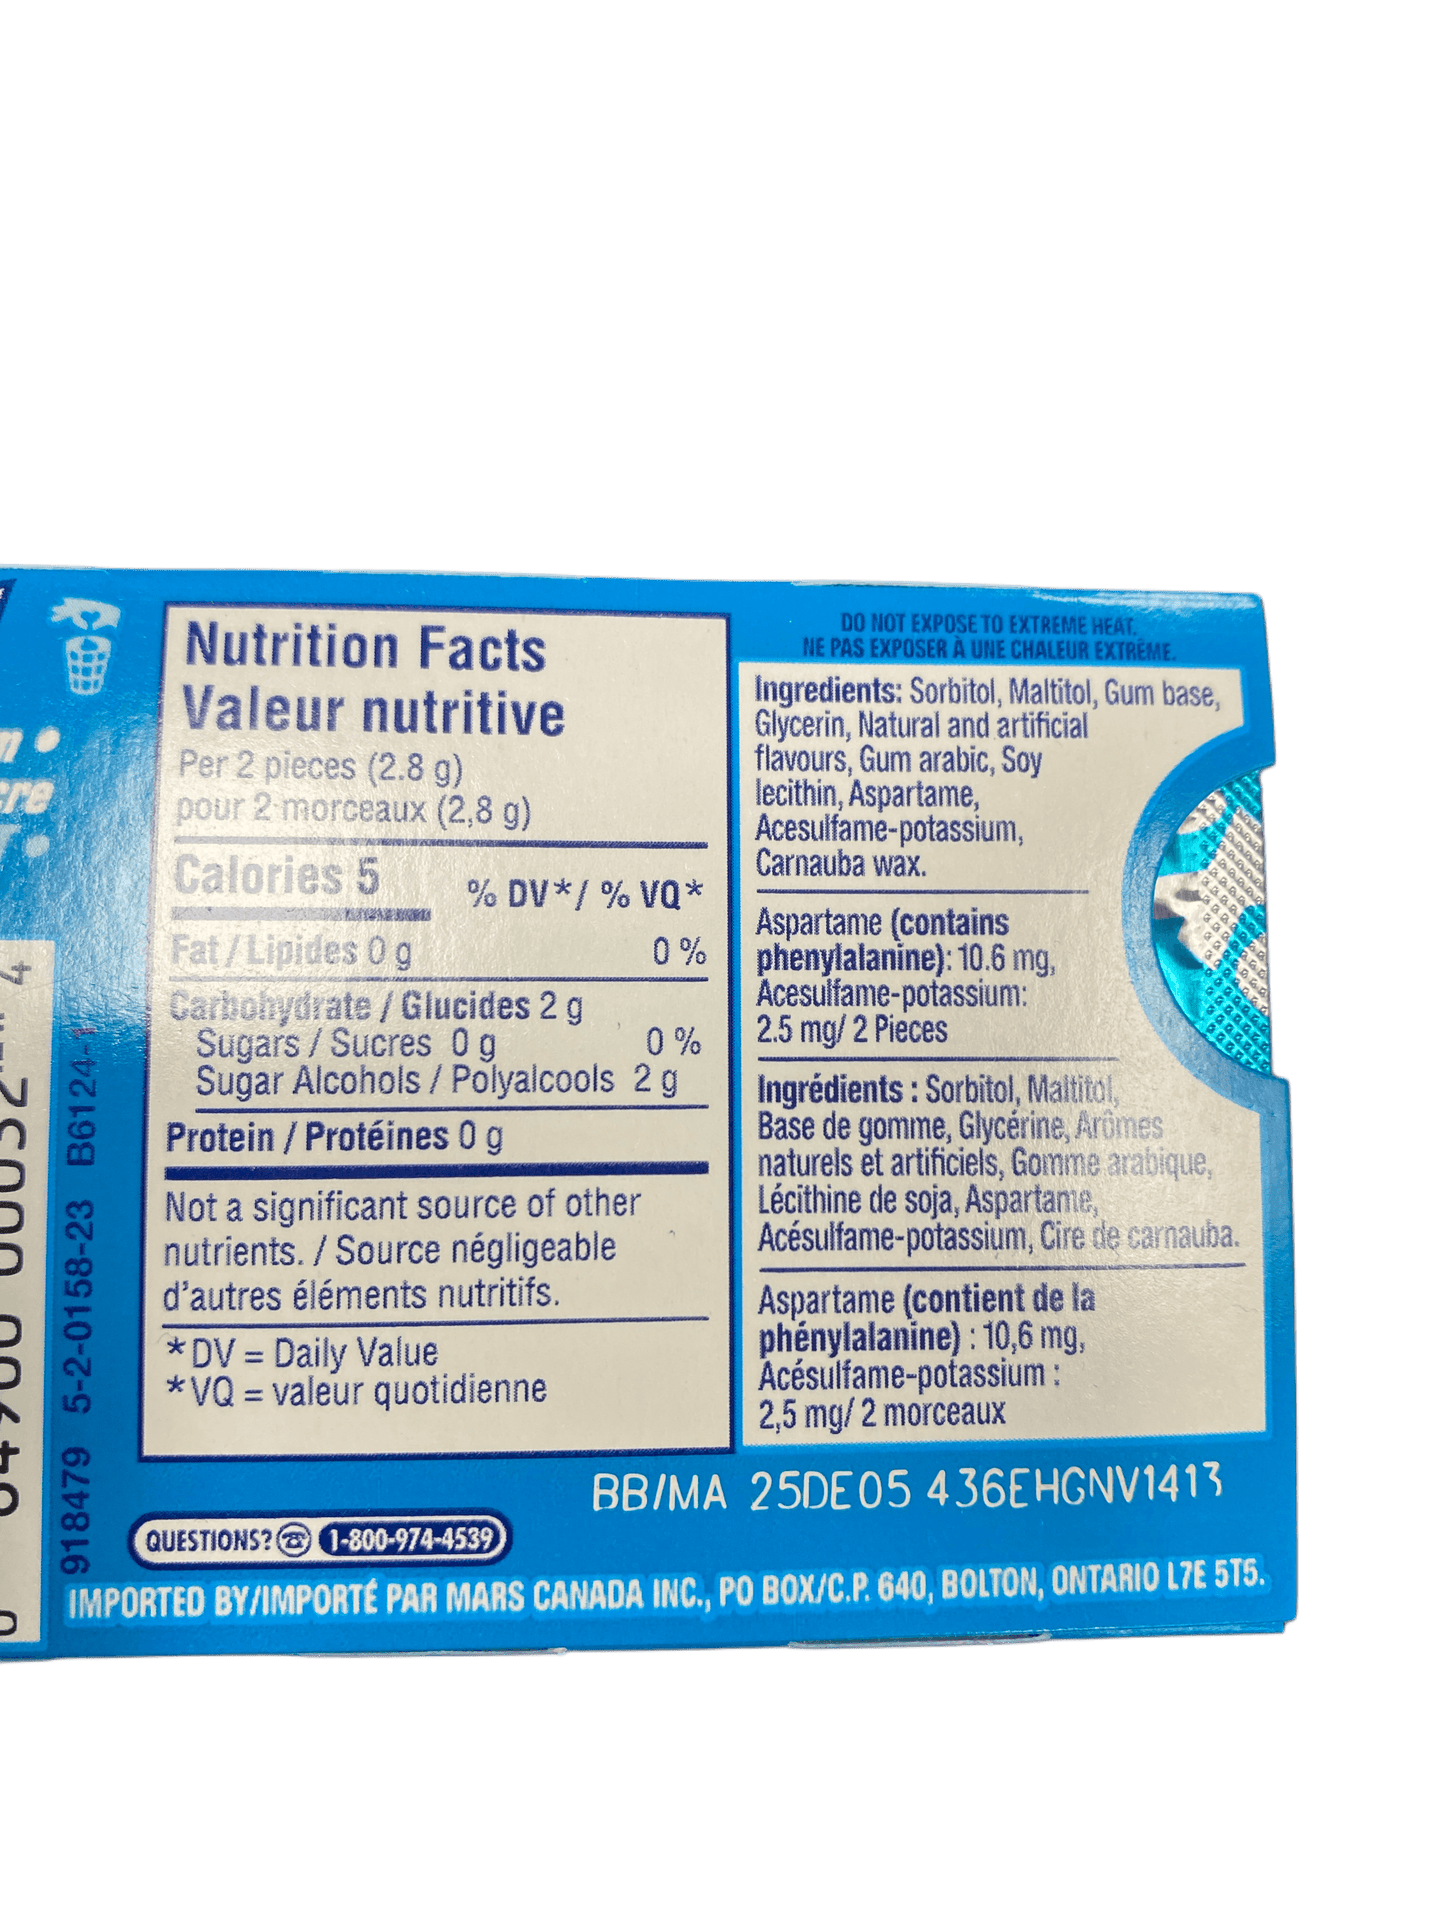 Nutrition Facts
Valeur nutritive
Per 2 pieces (2.8 g)
pour 2 morceaux (2,8 g)
Calories 5
% DV*/ % VQ*
Fat / Lipides 0 g 0 %
Carbohydrate / Glucides 2 g
Sugars / Sucres 0 g 0 %
Sugar Alcohols / Polyalcools 2 g
Protein / Protéines 0 g
Not a significant source of other
nutrients. / Source négligeable
d'autres éléments nutritifs.
*DV = Daily Value
*VQ = valeur quotidienne
DO NOT EXPOSE TO EXTREME HEAT.
NE PAS EXPOSER À UNE CHALEUR EXTRÊME.
Ingredients: Sorbitol, Maltitol, Gum base,
Glycerin, Natural and artificial
flavours, Gum arabic, Soy
lecithin, Aspartame,
Acesulfame-potassium,
Carnauba wax.
Aspartame (contains
phenylalanine): 10.6 mg,
Acesulfame-potassium:
2.5 mg/ 2 Pieces
Ingrédients : Sorbitol, Maltitol,
Base de gomme, Glycérine, Arômes
naturels et artificiels, Gomme arabique,
Lécithine de soja, Aspartame,
Acésulfame-potassium, Cire de carnauba.
Aspartame (contient de la
phénylalanine) : 10,6 mg,
Acésulfame-potassium :
2,5 mg/ 2 morceaux
BB/MA 25DE05 436EHGNV1413
QUESTIONS? 1-800-974-4539
IMPORTED BY/IMPORTÉ PAR MARS CANADA INC., PO BOX/C.P. 640, BOLTON, ONTARIO L7E 5T5.
918479 5-2-0158-23 B6124-1